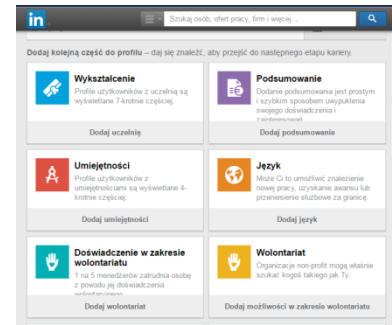 in
Szukaj osób, ofert pracy, firm i więcej...
Dodaj kolejną część do profilu – daj się znaleźć, aby przejść do następnego etapu kariery.
Wykształcenie
Profile użytkowników z uczelnią są
wyświetlane 7-krotnie częściej.
Dodaj uczelnię
Podsumowanie
Dodanie podsumowania jest prostym
i szybkim sposobem uwypuklenia
swojego doświadczenia i
zainteresowań.
Dodaj podsumowanie
Umiejętności
Profile użytkowników z
umiejętnościami są wyświetlane 4-
krotnie częściej.
Dodaj umiejętności
Język
Może Ci to umożliwić znalezienie
nowej pracy, uzyskanie awansu lub
przeniesienie służbowe za granicę.
Dodaj język
Doświadczenie w zakresie
wolontariatu
1 na 5 menedżerów zatrudnia osobę
z powodu jej doświadczenia
Dodaj wolontariat
Wolontariat
Organizacje non-profit mogą właśnie
szukać kogoś takiego jak Ty.
Dodaj możliwości w zakresie wolontariatu